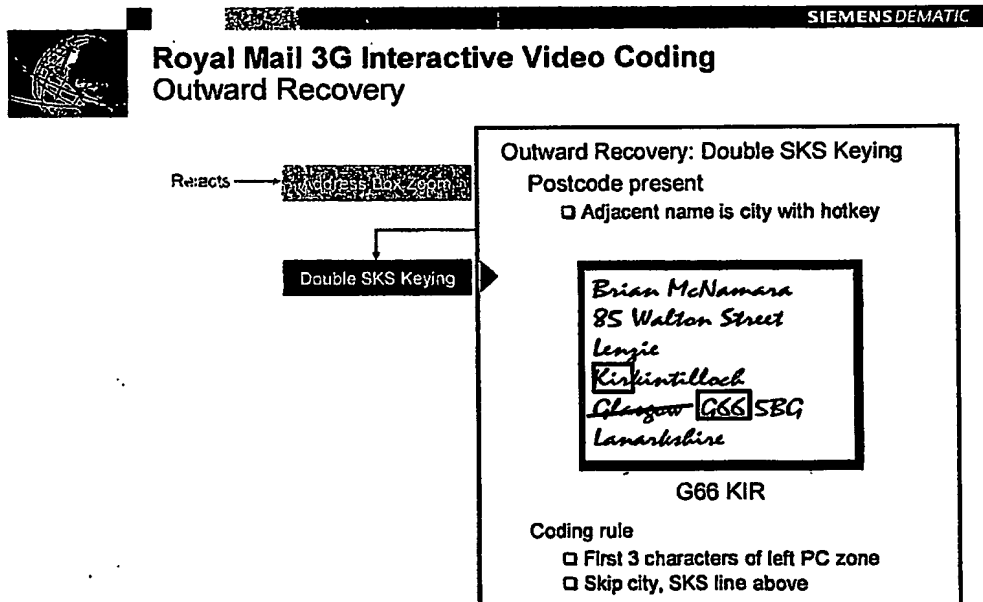 SIEMENS DEMATIC
Royal Mail 3G Interactive Video Coding
Outward Recovery
Rejects
Address Box Zoom
Double SKS Keying
Outward Recovery: Double SKS Keying
Postcode present
Adjacent name is city with hotkey
Brian McNamara
85 Walton Street
Lenzie
Kirkintilloch
Glasgow G66 5BG
Lanarkshire
G66 KIR
Coding rule
First 3 characters of left PC zone
Skip city, SKS line above